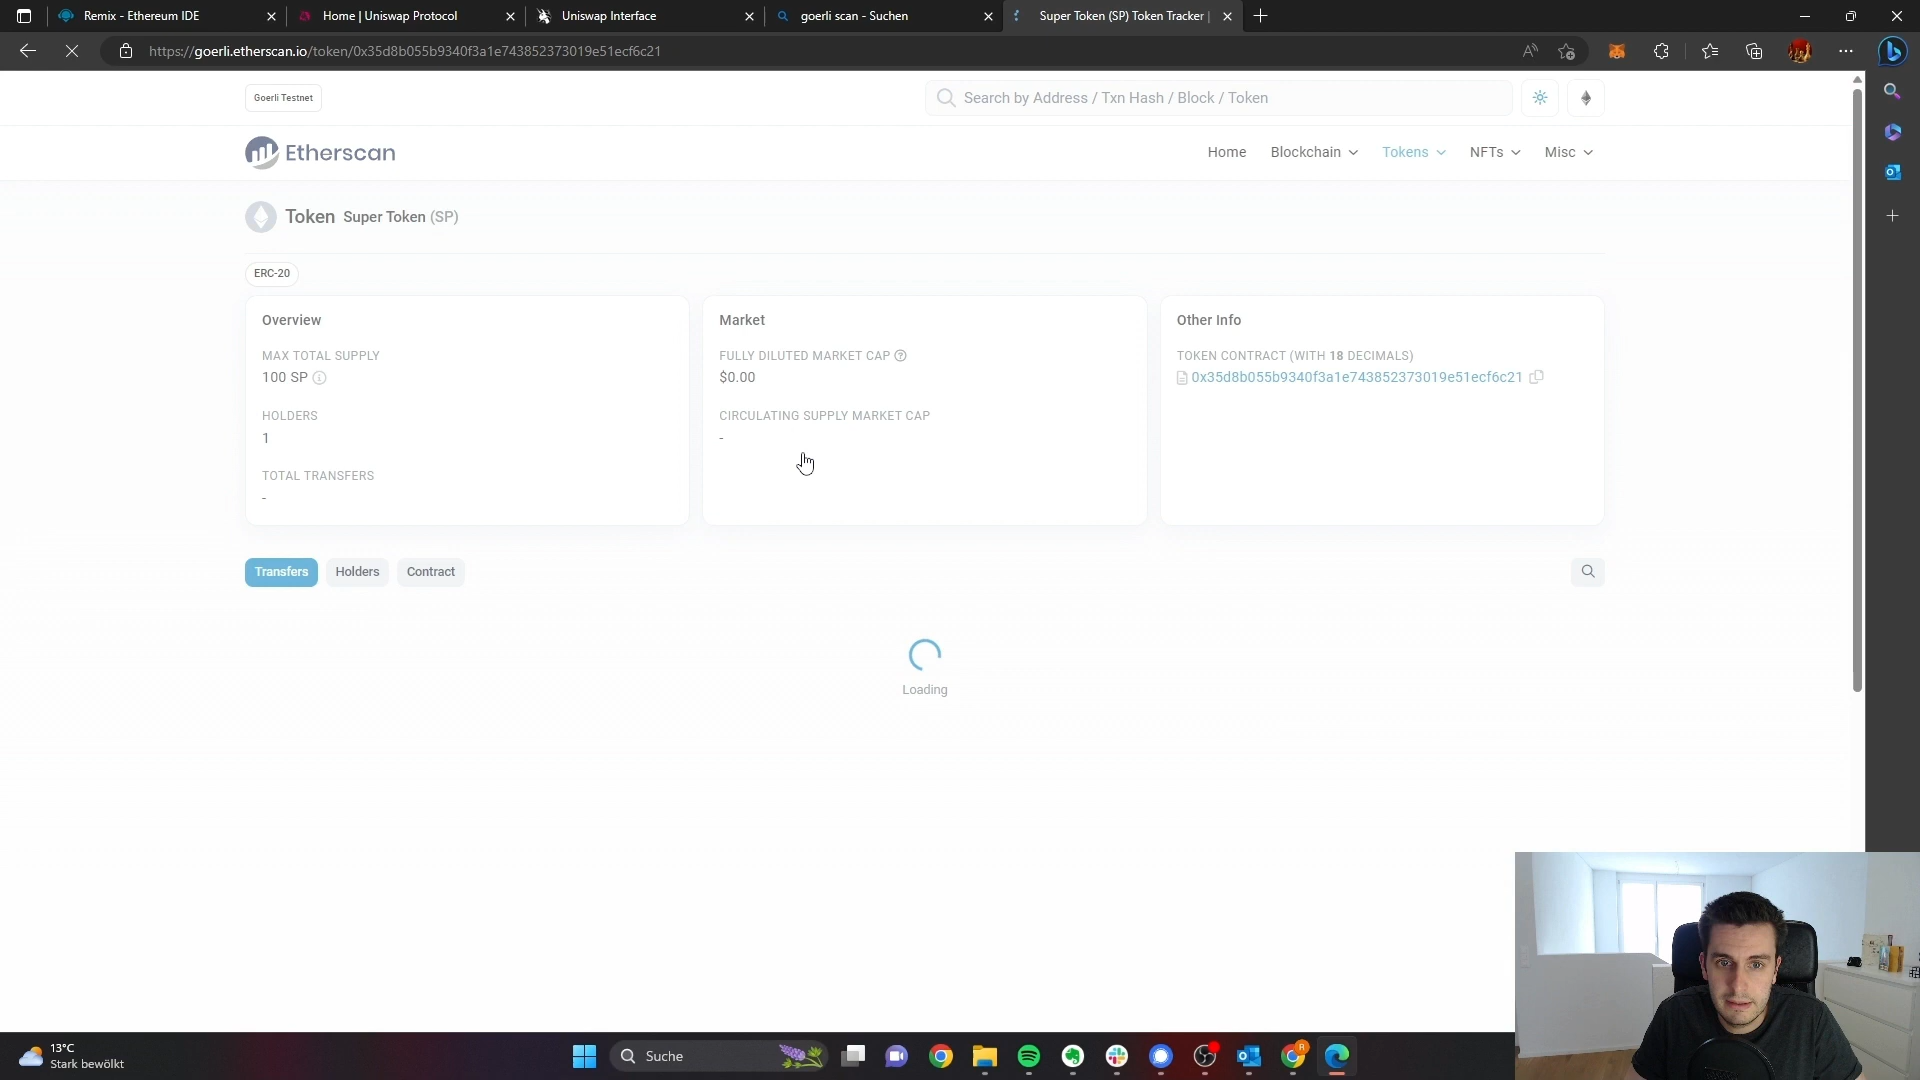 Remix - Ethereum IDE
Home | Uniswap Protocol
Uniswap Interface
goerli scan - Suchen
Super Token (SP) Token Tracker |
https://goerli.etherscan.io/token/0x35d8b055b9340f3a1e743852373019e51ecf6c21
Goerli Testnet
Search by Address / Txn Hash / Block / Token
Etherscan
Home
Blockchain
Tokens
NFTs
Misc
Token Super Token (SP)
ERC-20
Overview
MAX TOTAL SUPPLY
100 SP
HOLDERS
1
TOTAL TRANSFERS
-
Market
FULLY DILUTED MARKET CAP
$0.00
CIRCULATING SUPPLY MARKET CAP
-
Other Info
TOKEN CONTRACT (WITH 18 DECIMALS)
0x35d8b055b9340f3a1e743852373019e51ecf6c21
Transfers
Holders
Contract
Loading
13°C
Stark bewölkt
Suche